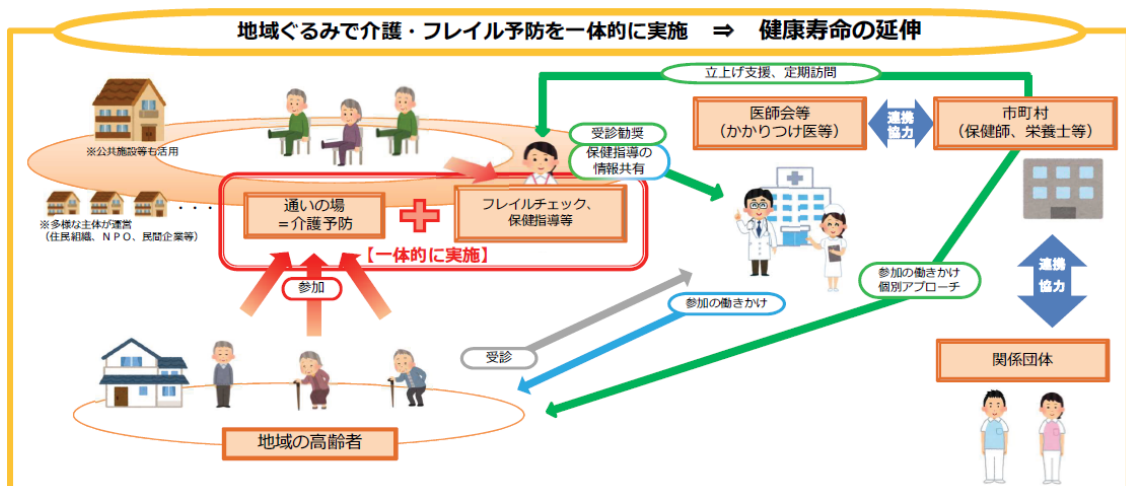 地域ぐるみで介護・フレイル予防を一体的に実施 ⇒ 健康寿命の延伸
立上げ支援、定期訪問
医師会等
（かかりつけ医等）
連携
協力
市町村
（保健師、栄養士等）
※公共施設等も活用
受診勧奨
保健指導の
情報共有
・・・
※多様な主体が運営
（住民組織、ＮＰＯ、民間企業等）
通いの場
＝介護予防
フレイルチェック、
保健指導等
【一体的に実施】
参加
参加の働きかけ
個別アプローチ
連携
協力
参加の働きかけ
受診
関係団体
地域の高齢者